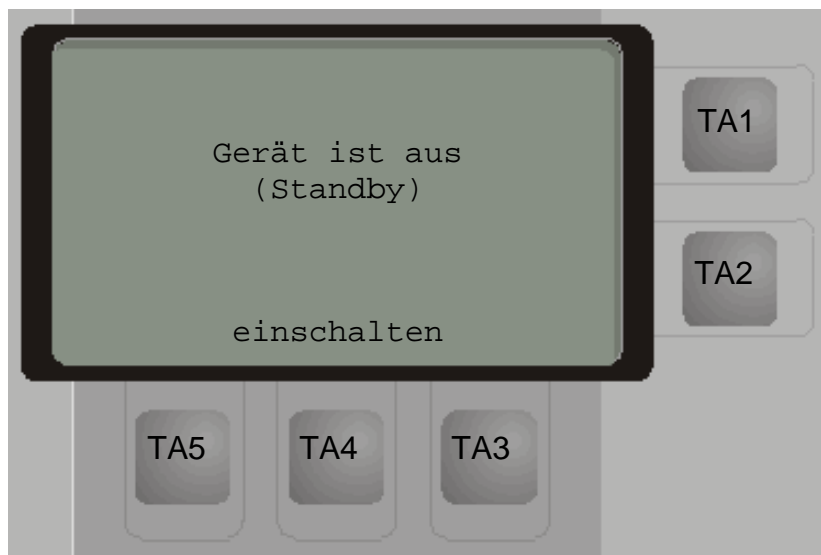 Gerät ist aus
(Standby)
einschalten
TA1
TA2
TA5
TA4
TA3